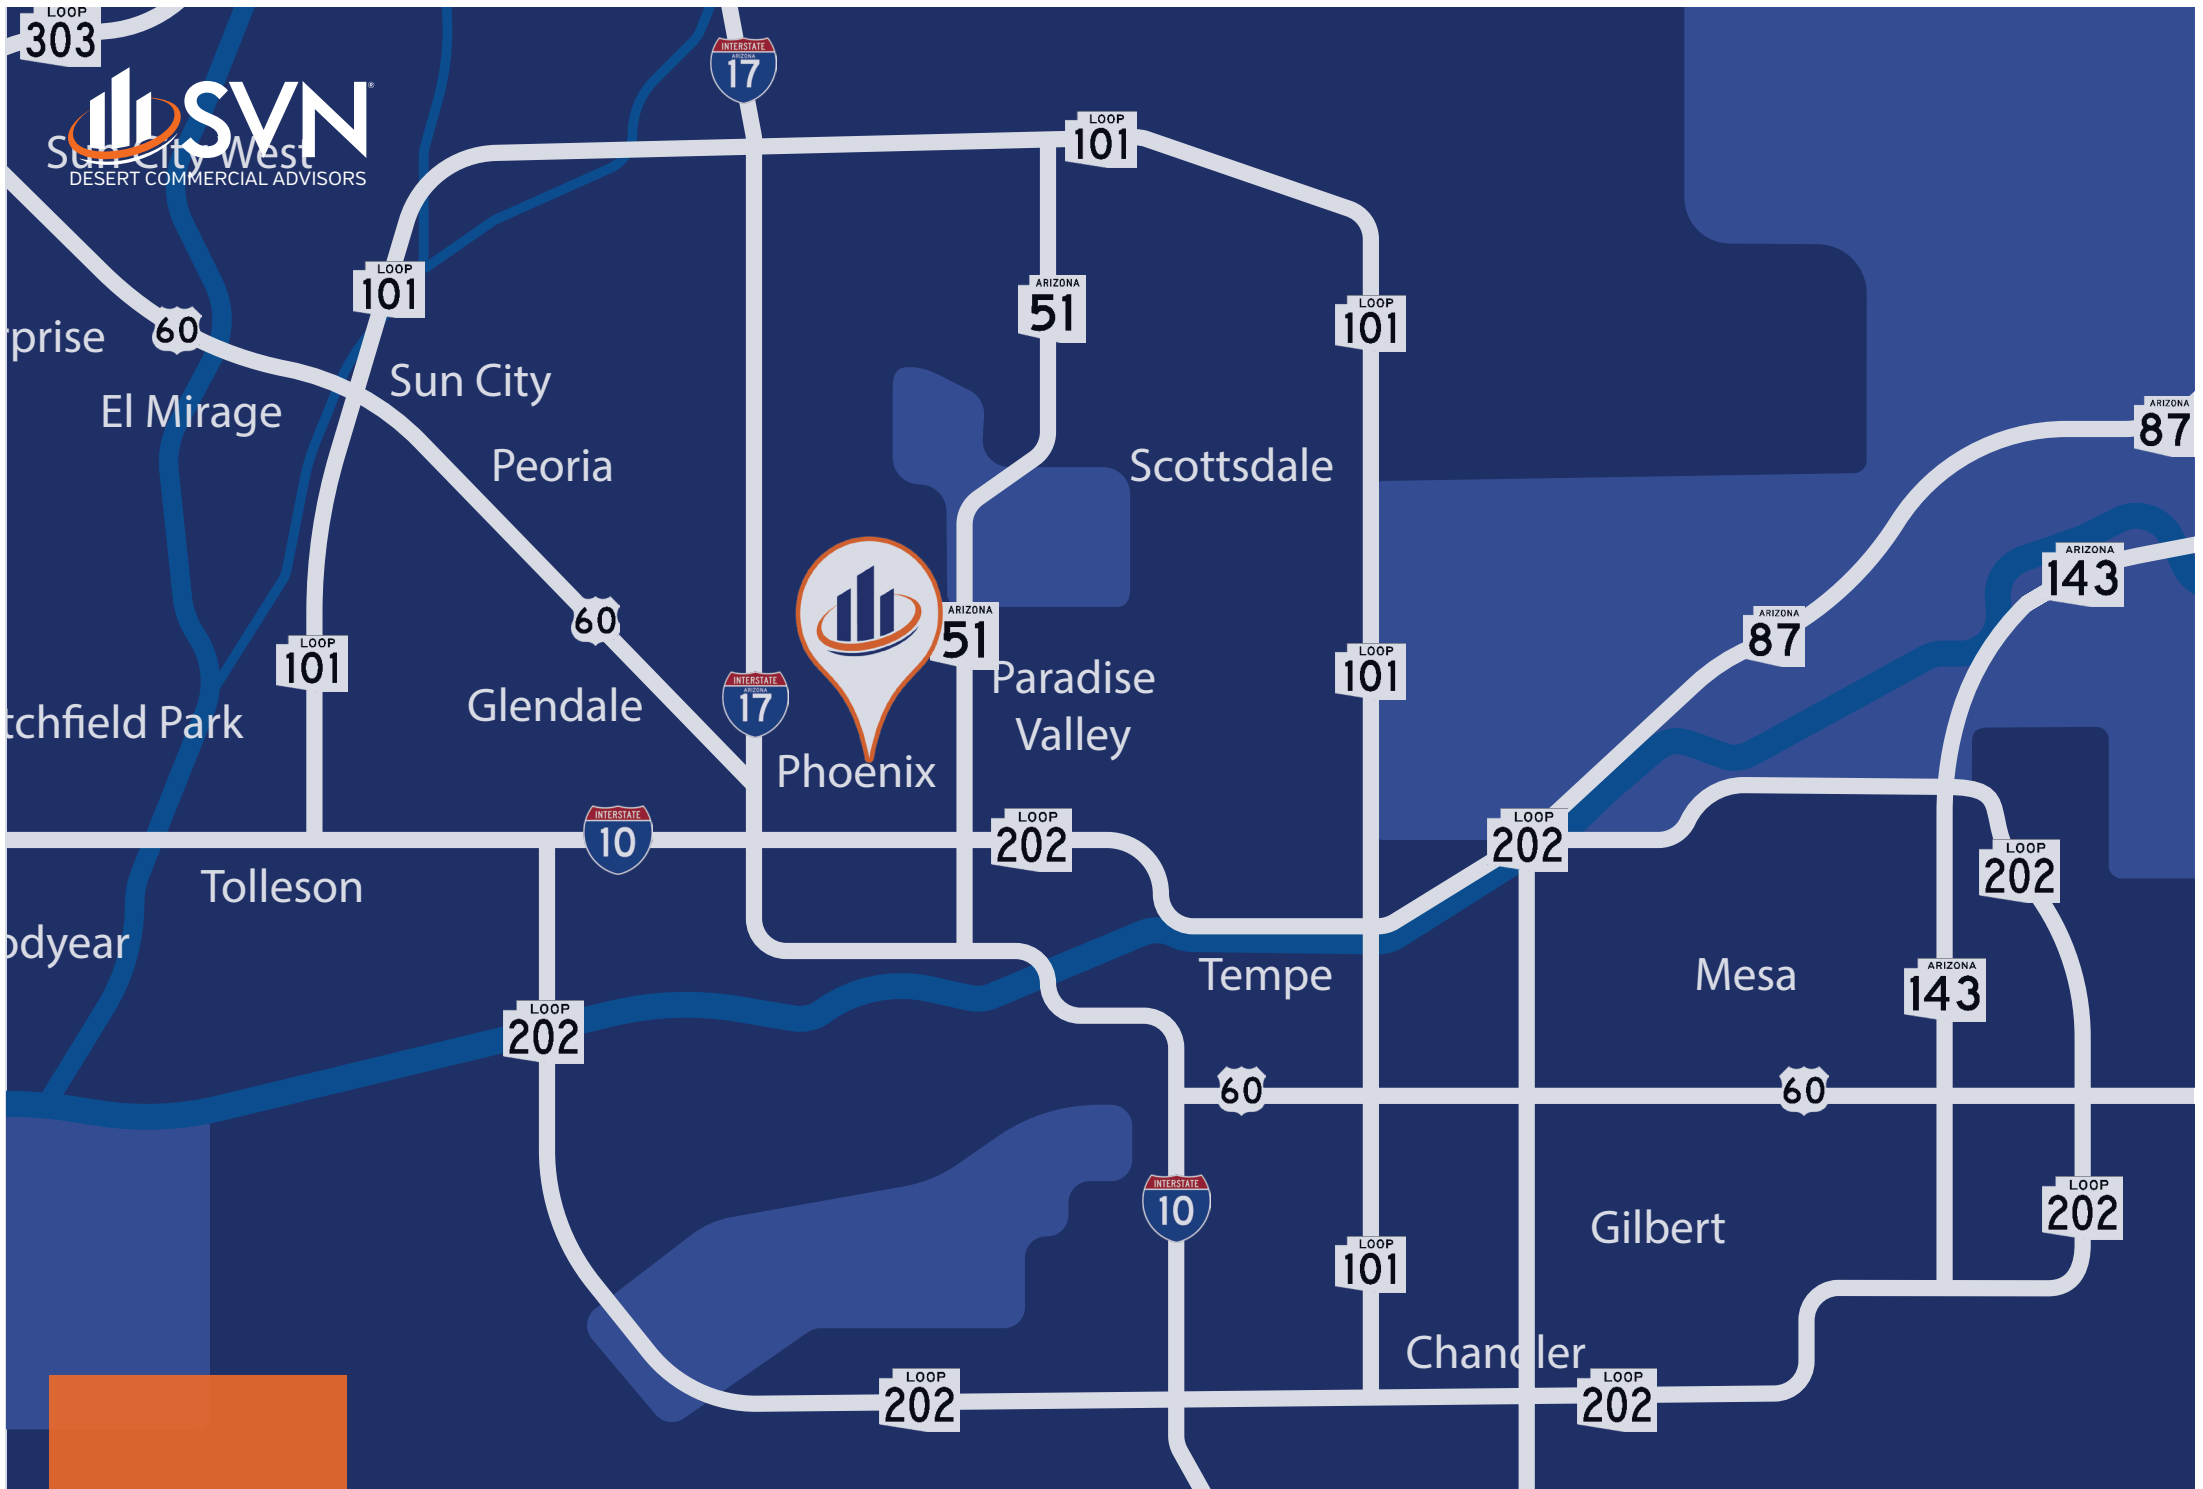 LOOP
303
INTERSTATE
ARIZONA
17
SVN®
Sun City West
DESERT COMMERCIAL ADVISORS
LOOP
101
LOOP
101
ARIZONA
51
LOOP
101
60
rprise
Sun City
El Mirage
ARIZONA
87
Peoria
Scottsdale
ARIZONA
143
60
ARIZONA
51
ARIZONA
87
LOOP
101
LOOP
101
INTERSTATE
ARIZONA
17
Paradise
Valley
Glendale
tchfield Park
Phoenix
INTERSTATE
10
LOOP
202
LOOP
202
LOOP
202
Tolleson
odyear
Tempe
Mesa
ARIZONA
143
LOOP
202
60
60
INTERSTATE
10
LOOP
202
Gilbert
LOOP
101
Chandler
LOOP
202
LOOP
202